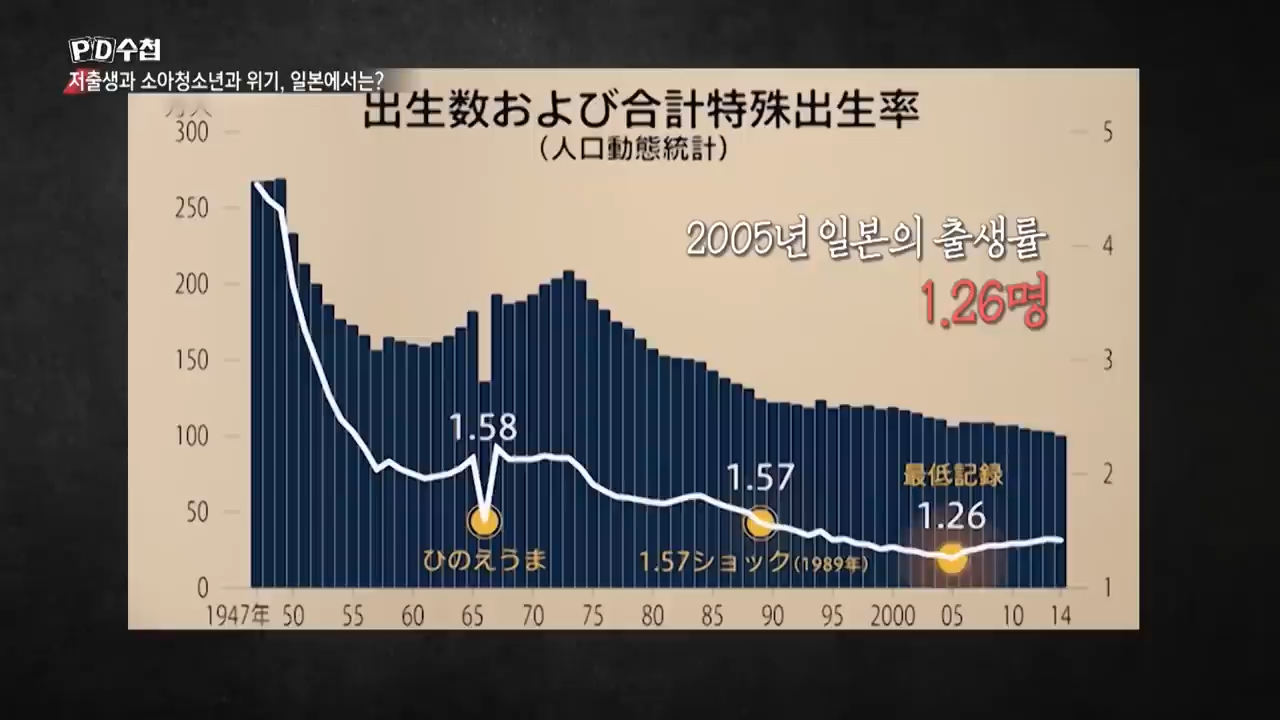 PD수첩
저출생과 소아청소년과 위기, 일본에서는?
出生数および合計特殊出生率
(人口動態統計)
万人
300
250
200
150
100
50
0
5
4
3
2
1
2005년 일본의 출생률
1.26명
1.58
ひのえうま
1.57
1.57ショック(1989年)
最低記録
1.26
1947年 50 55 60 65 70 75 80 85 90 95 2000 05 10 14